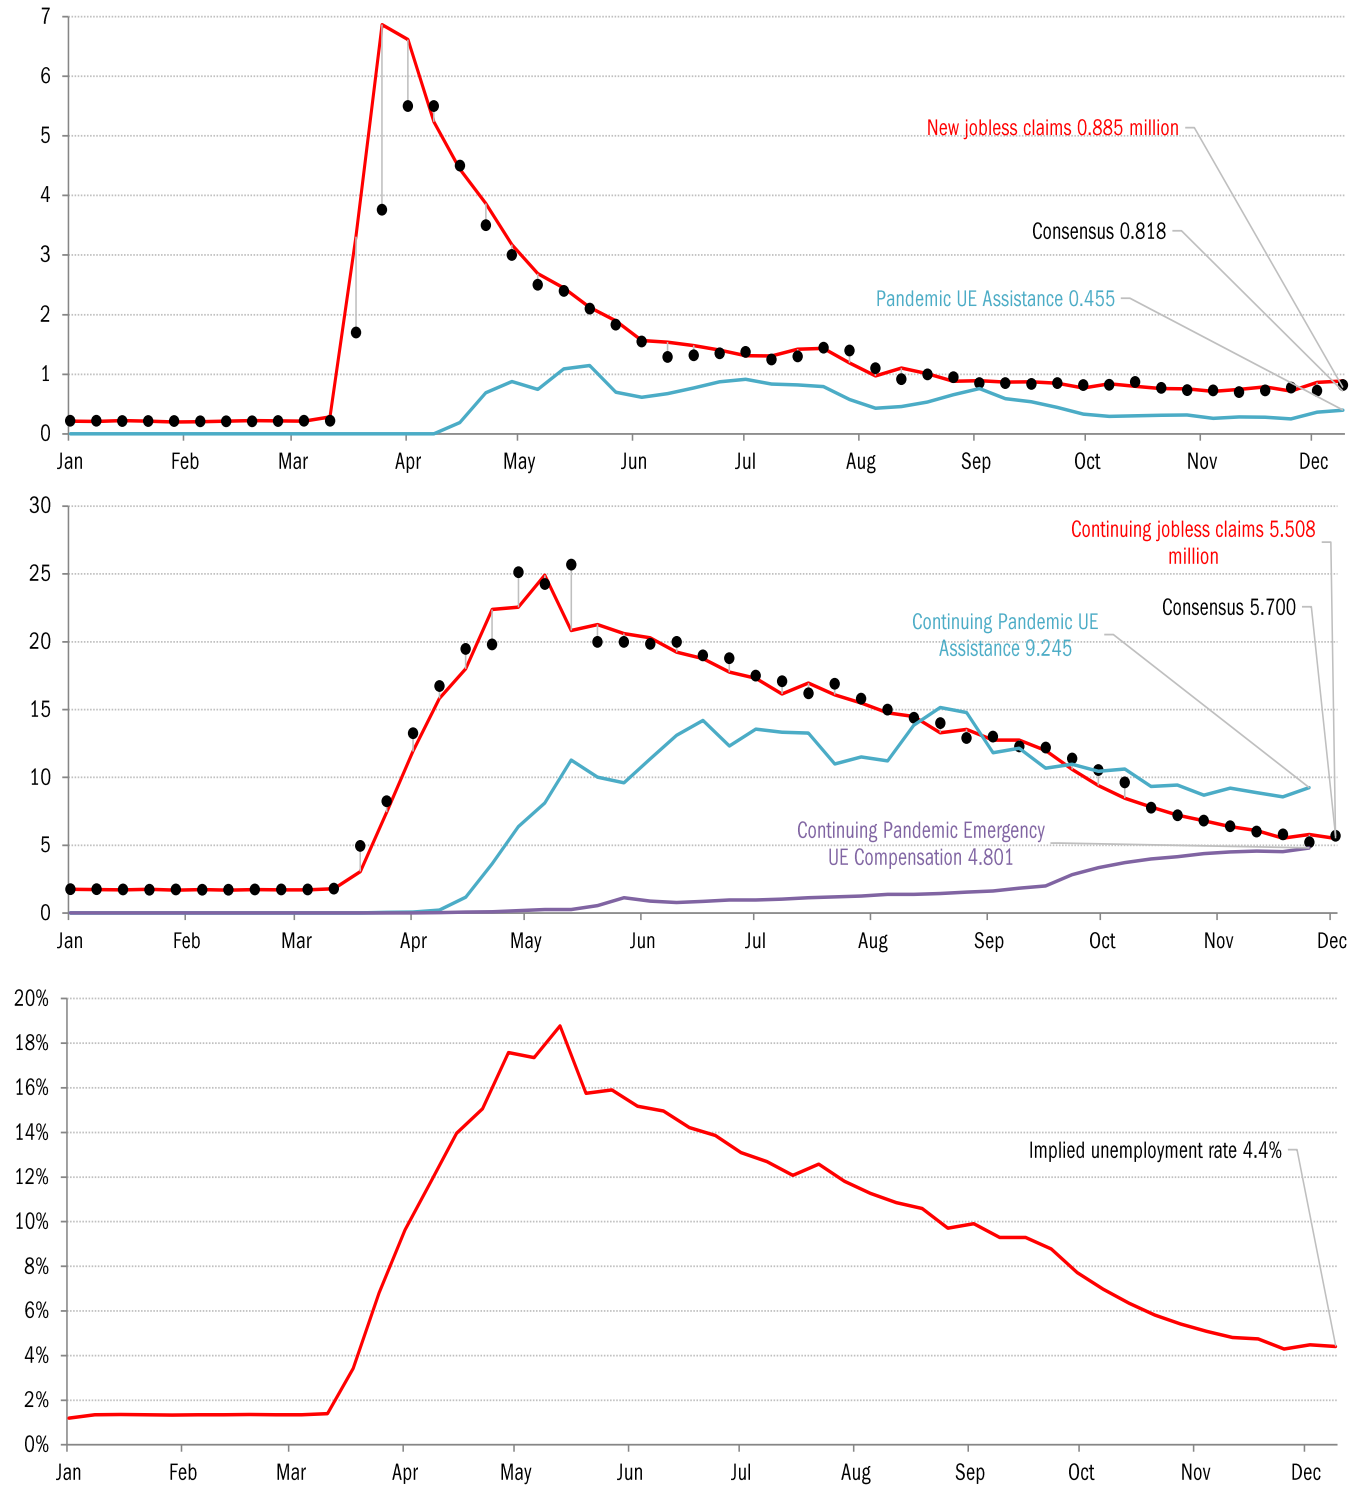 7
6
5
4
3
2
1
0
New jobless claims 0.885 million
Consensus 0.818
Pandemic UE Assistance 0.455
Jan Feb Mar Apr May Jun Jul Aug Sep Oct Nov Dec
30
25
20
15
10
5
0
Continuing jobless claims 5.508
million
Consensus 5.700
Continuing Pandemic UE
Assistance 9.245
Continuing Pandemic Emergency
UE Compensation 4.801
Jan Feb Mar Apr May Jun Jul Aug Sep Oct Nov Dec
20%
18%
16%
14%
12%
10%
8%
6%
4%
2%
0%
Implied unemployment rate 4.4%
Jan Feb Mar Apr May Jun Jul Aug Sep Oct Nov Dec